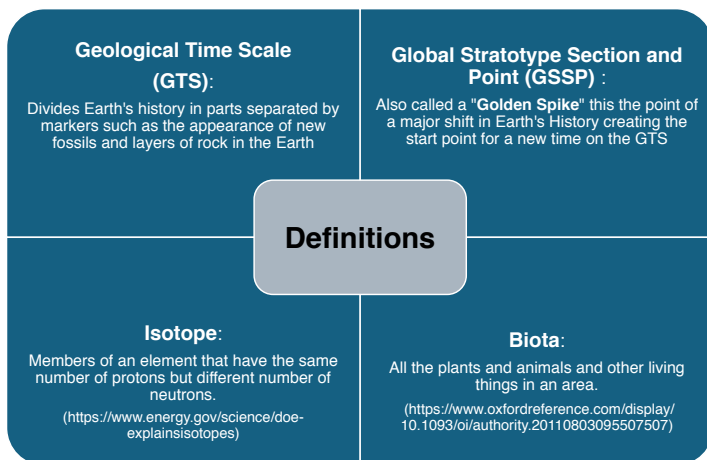 Geological Time Scale
(GTS):
Divides Earth's history in parts separated by
markers such as the appearance of new
fossils and layers of rock in the Earth
Global Stratotype Section and
Point (GSSP) :
Also called a "Golden Spike" this the point of
a major shift in Earth's History creating the
start point for a new time on the GTS
Definitions
Isotope:
Members of an element that have the same
number of protons but different number of
neutrons.
(https://www.energy.gov/science/doe-
explainsisotopes)
Biota:
All the plants and animals and other living
things in an area.
(https://www.oxfordreference.com/display/
10.1093/oi/authority.20110803095507507)